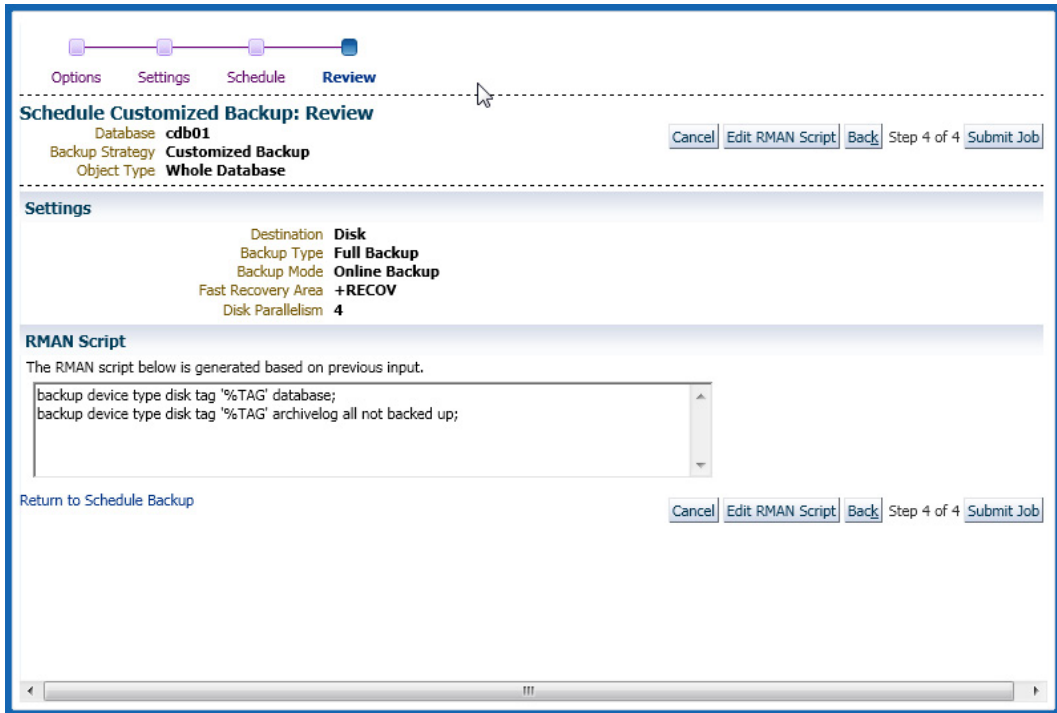 Options Settings Schedule Review
Schedule Customized Backup: Review
Database cdb01
Backup Strategy Customized Backup
Object Type Whole Database
Cancel Edit RMAN Script Back Step 4 of 4 Submit Job
Settings
Destination Disk
Backup Type Full Backup
Backup Mode Online Backup
Fast Recovery Area +RECOV
Disk Parallelism 4
RMAN Script
The RMAN script below is generated based on previous input.
backup device type disk tag '%TAG' database;
backup device type disk tag '%TAG' archivelog all not backed up;
Return to Schedule Backup
Cancel Edit RMAN Script Back Step 4 of 4 Submit Job